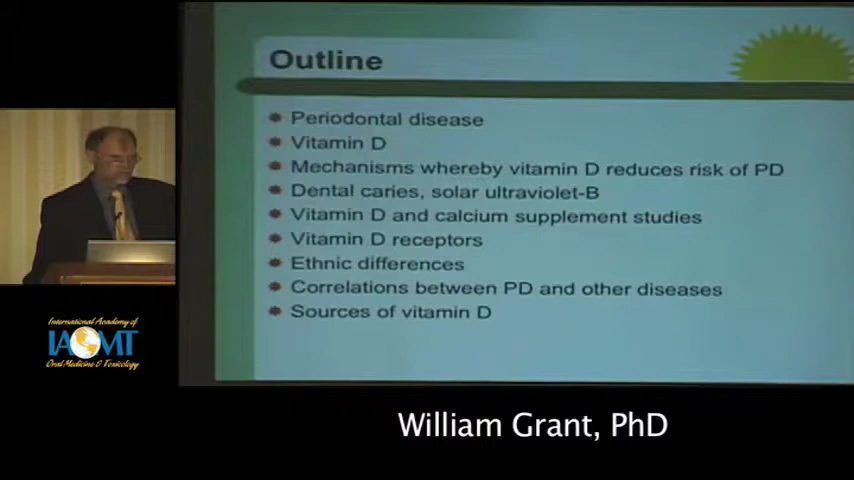 Outline
Periodontal disease
Vitamin D
Mechanisms whereby vitamin D reduces risk of PD
Dental caries, solar ultraviolet-B
Vitamin D and calcium supplement studies
Vitamin D receptors
Ethnic differences
Correlations between PD and other diseases
Sources of vitamin D
International Academy of
IAOMT
Oral Medicine & Toxicology
William Grant, PhD